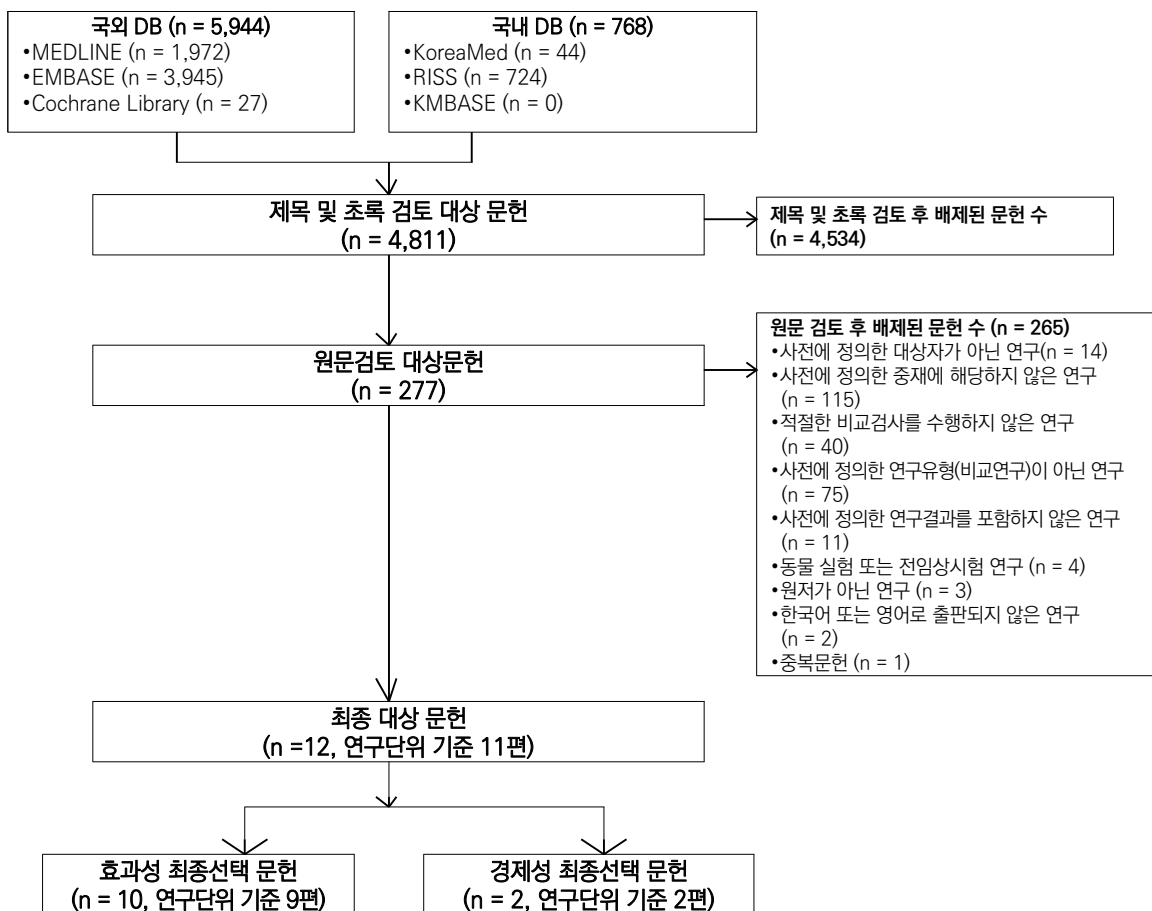 국외 DB (n = 5,944)
•MEDLINE (n = 1,972)
•EMBASE (n = 3,945)
•Cochrane Library (n = 27)
국내 DB (n = 768)
•KoreaMed (n = 44)
•RISS (n = 724)
•KMBASE (n = 0)
제목 및 초록 검토 대상 문헌
(n = 4,811)
제목 및 초록 검토 후 배제된 문헌 수
(n = 4,534)
원문검토 대상문헌
(n = 277)
원문 검토 후 배제된 문헌 수 (n = 265)
•사전에 정의한 대상자가 아닌 연구(n = 14)
•사전에 정의한 중재에 해당하지 않은 연구
(n = 115)
•적절한 비교검사를 수행하지 않은 연구
(n = 40)
•사전에 정의한 연구유형(비교연구)이 아닌 연구
(n = 75)
•사전에 정의한 연구결과를 포함하지 않은 연구
(n = 11)
•동물 실험 또는 전임상시험 연구 (n = 4)
•원저가 아닌 연구 (n = 3)
•한국어 또는 영어로 출판되지 않은 연구
(n = 2)
•중복문헌 (n = 1)
최종 대상 문헌
(n =12, 연구단위 기준 11편)
효과성 최종선택 문헌
(n = 10, 연구단위 기준 9편)
경제성 최종선택 문헌
(n = 2, 연구단위 기준 2편)